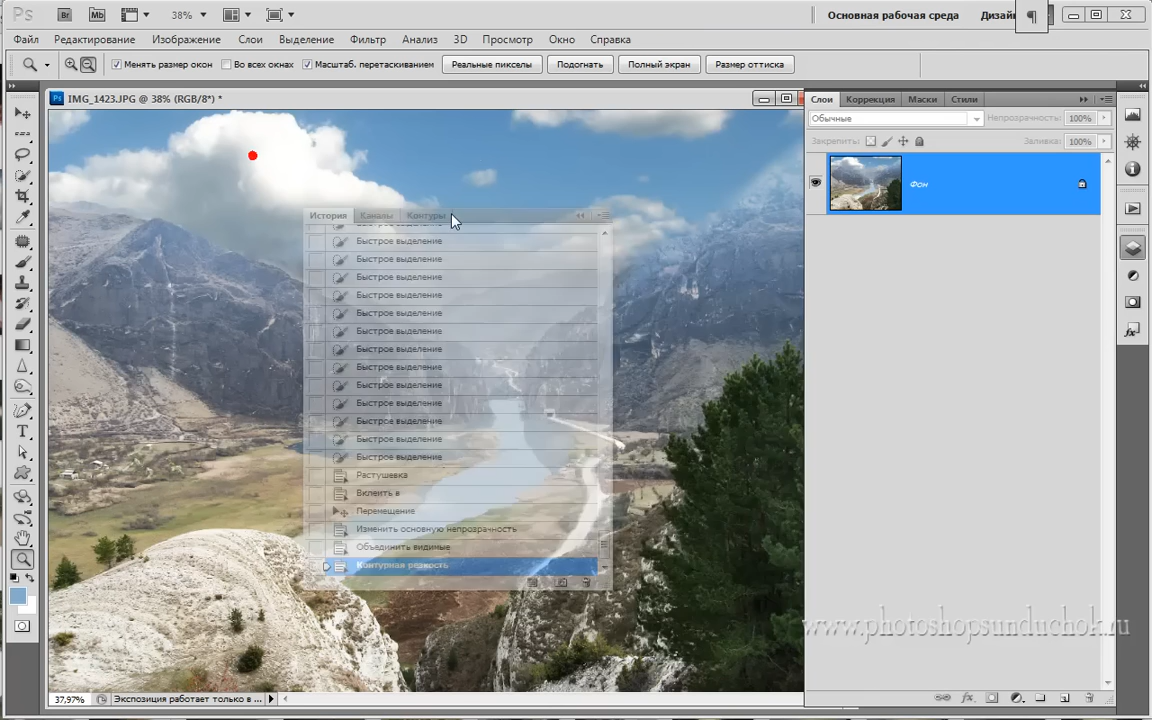 Ps Br Mb 38% Основная рабочая среда Дизайн ¶
Файл Редактирование Изображение Слои Выделение Фильтр Анализ 3D Просмотр Окно Справка
Менять размер окон Во всех окнах Масштаб. перетаскиванием Реальные пикселы Подогнать Полный экран Размер оттиска
IMG_1423.JPG @ 38% (RGB/8*) *
Слои Коррекция Маски Стили
Обычные Непрозрачность: 100%
Закрепить: Заливка: 100%
Фон
История Каналы Контуры
Быстрое выделение
Быстрое выделение
Быстрое выделение
Быстрое выделение
Быстрое выделение
Быстрое выделение
Быстрое выделение
Быстрое выделение
Быстрое выделение
Быстрое выделение
Быстрое выделение
Быстрое выделение
Быстрое выделение
Быстрое выделение
Растушевка
Вклеить в
Перемещение
Изменить основную непрозрачность
Объединить видимые
Контурная резкость
www.photoshopsunduchok.ru
37,97% Экспозиция работает только в ...
fx